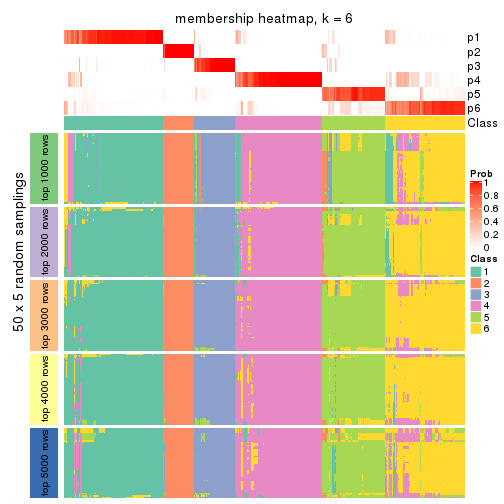 membership heatmap, k = 6
p1
p2
p3
p4
p5
p6
Class
50 x 5 random samplings
top 1000 rows
top 2000 rows
top 3000 rows
top 4000 rows
top 5000 rows
Prob
1
0.8
0.6
0.4
0.2
0
Class
1
2
3
4
5
6